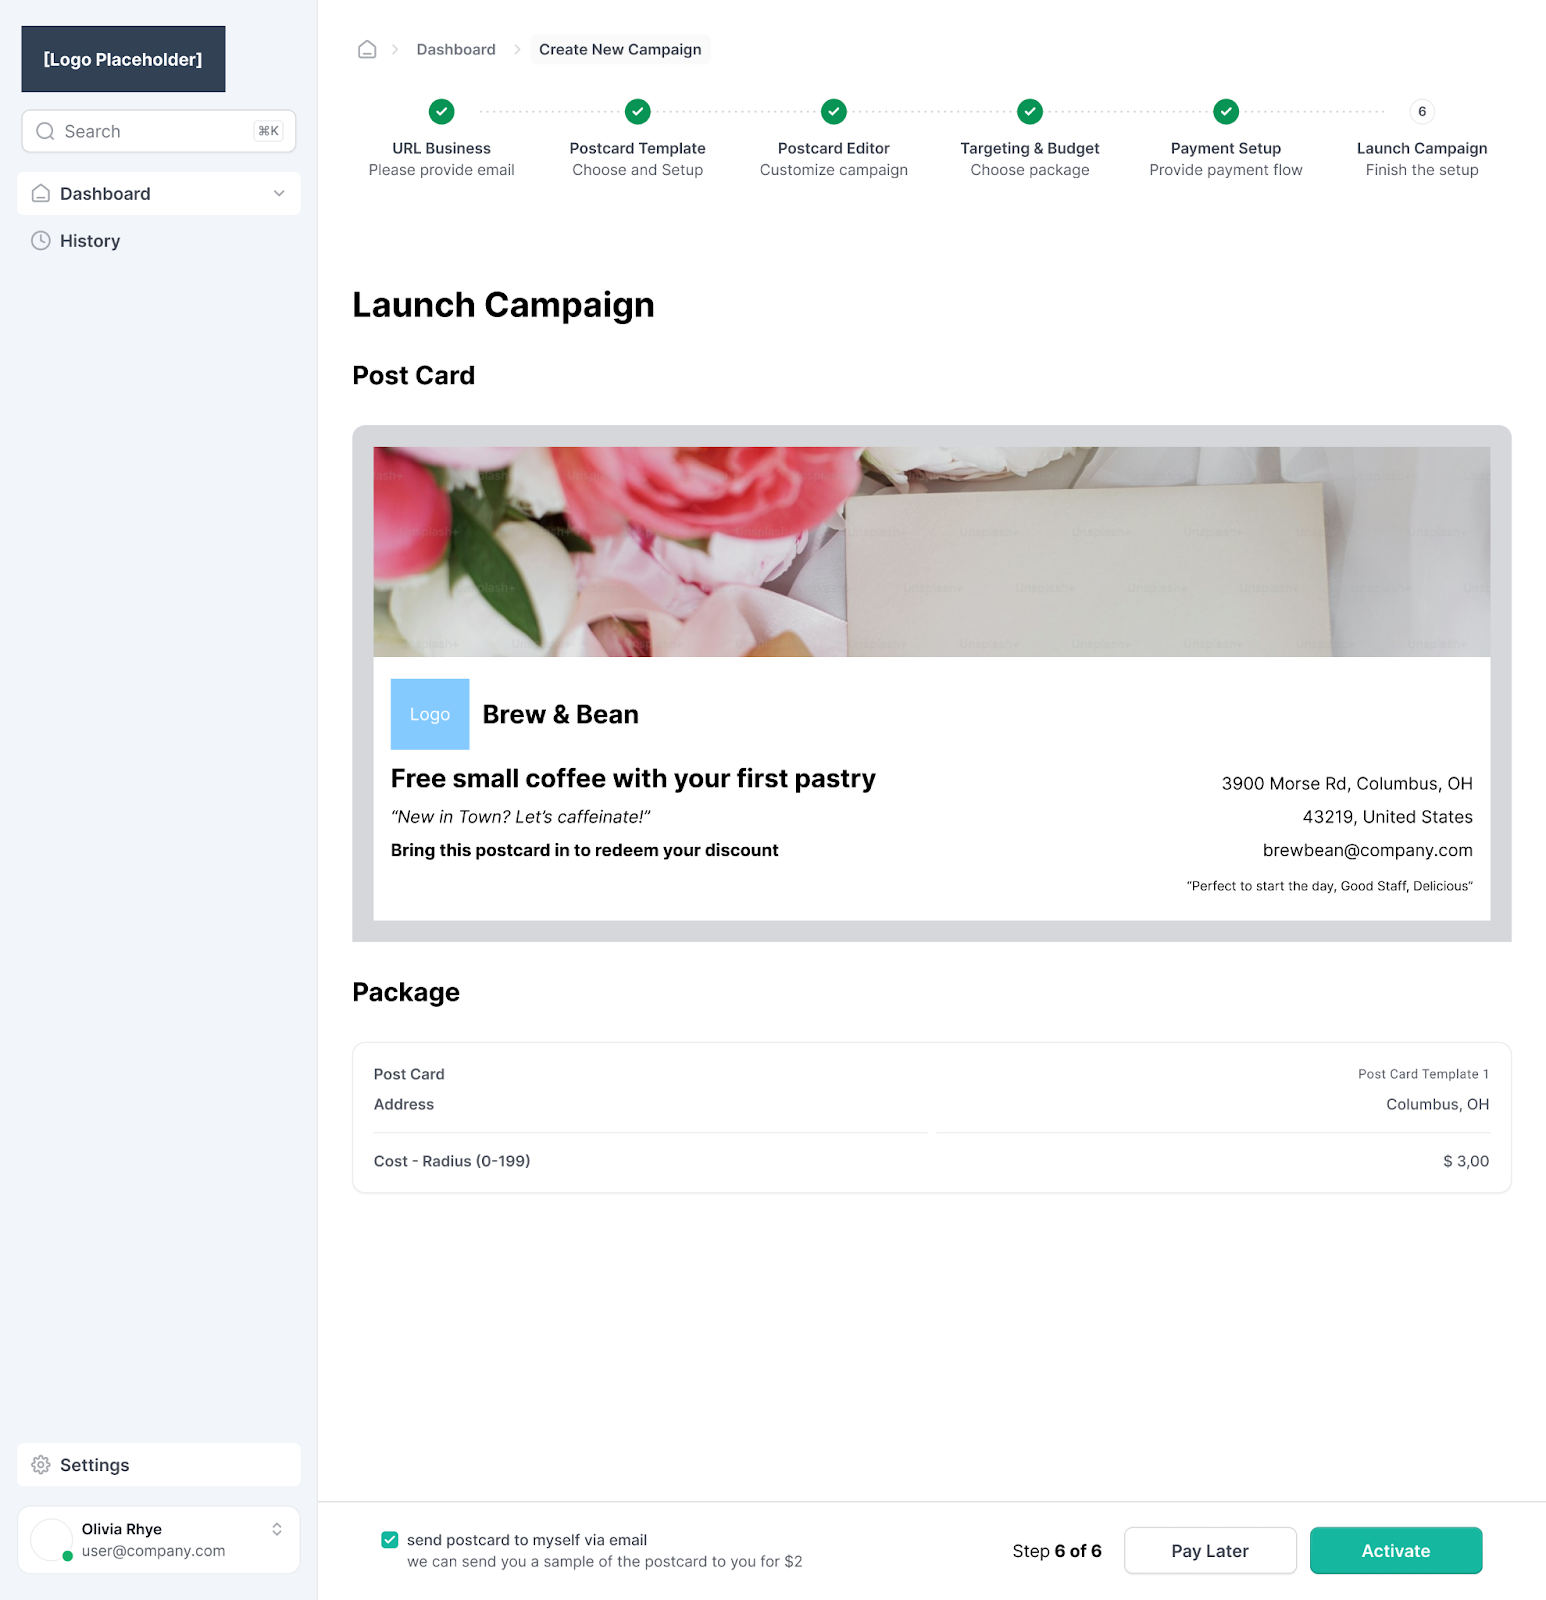 [Logo Placeholder]
Search
⌘K
Dashboard
History
Settings
Olivia Rhye
user@company.com
Dashboard
Create New Campaign
URL Business
Please provide email
Postcard Template
Choose and Setup
Postcard Editor
Customize campaign
Targeting & Budget
Choose package
Payment Setup
Provide payment flow
6
Launch Campaign
Finish the setup
Launch Campaign
Post Card
Unsplash+
Logo
Brew & Bean
Free small coffee with your first pastry
“New in Town? Let’s caffeinate!”
Bring this postcard in to redeem your discount
3900 Morse Rd, Columbus, OH
43219, United States
brewbean@company.com
“Perfect to start the day, Good Staff, Delicious”
Package
Post Card
Post Card Template 1
Address
Columbus, OH
Cost - Radius (0-199)
$ 3,00
send postcard to myself via email
we can send you a sample of the postcard to you for $2
Step 6 of 6
Pay Later
Activate